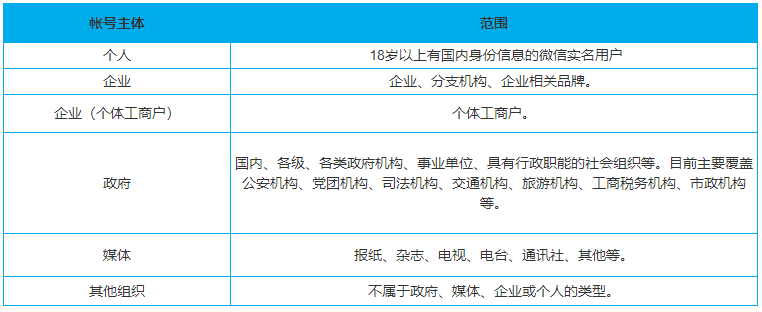 帐号主体 范围
个人 18岁以上有国内身份信息的微信实名用户
企业 企业、分支机构、企业相关品牌。
企业（个体工商户） 个体工商户。
国内、各级、各类政府机构、事业单位、具有行政职能的社会组织等。目前主要覆盖
政府 公安机构、党团机构、司法机构、交通机构、旅游机构、工商税务机构、市政机构
等。
媒体 报纸、杂志、电视、电台、通讯社、其他等。
其他组织 不属于政府、媒体、企业或个人的类型。